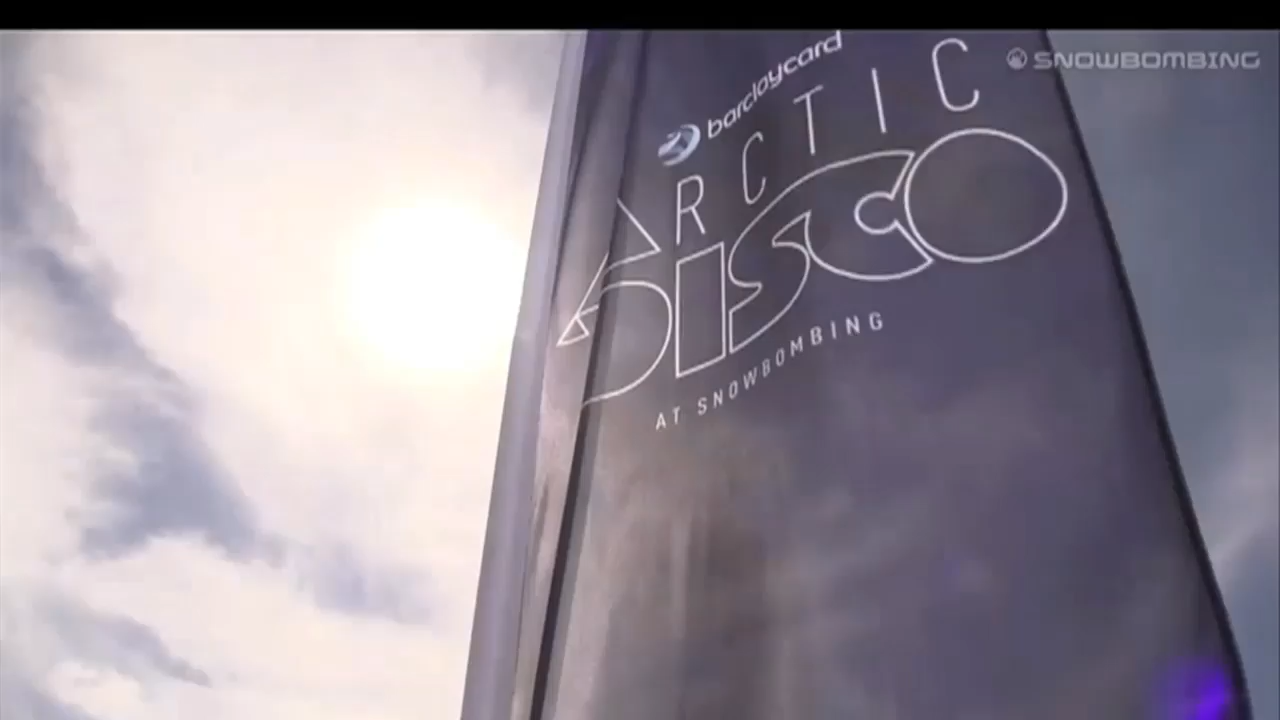 SNOWBOMBING
barclaycard
ARCTIC
DISCO
AT SNOWBOMBING